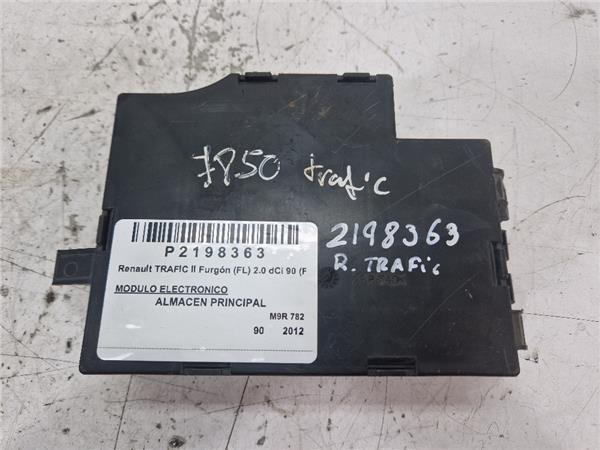 7850 trafic
2198363
R. TRAFic
P2198363
Renault TRAFIC II Furgón (FL) 2.0 dCi 90 (F
MODULO ELECTRONICO
ALMACEN PRINCIPAL
M9R 782
90 2012